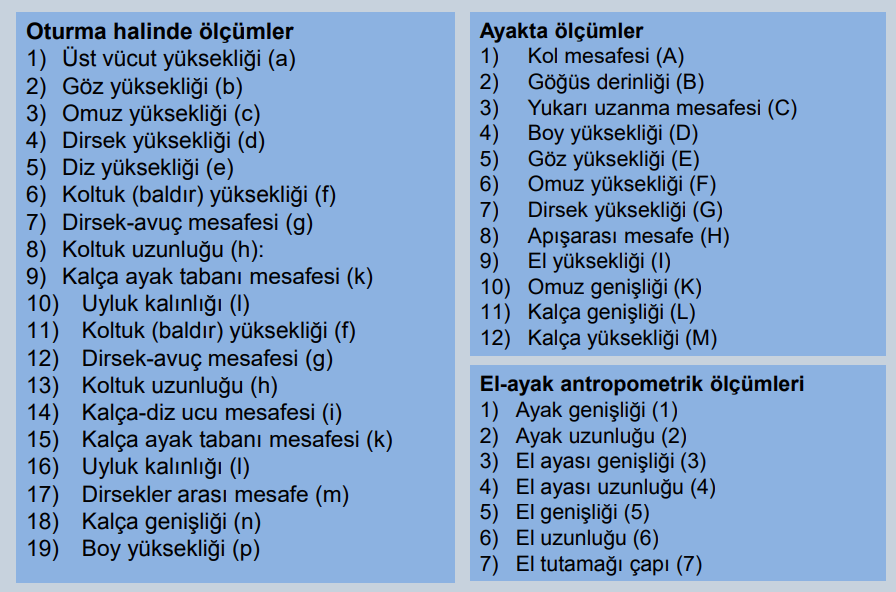 Oturma halinde ölçümler
1) Üst vücut yüksekliği (a)
2) Göz yüksekliği (b)
3) Omuz yüksekliği (c)
4) Dirsek yüksekliği (d)
5) Diz yüksekliği (e)
6) Koltuk (baldır) yüksekliği (f)
7) Dirsek-avuç mesafesi (g)
8) Koltuk uzunluğu (h):
9) Kalça ayak tabanı mesafesi (k)
10) Uyluk kalınlığı (l)
11) Koltuk (baldır) yüksekliği (f)
12) Dirsek-avuç mesafesi (g)
13) Koltuk uzunluğu (h)
14) Kalça-diz ucu mesafesi (i)
15) Kalça ayak tabanı mesafesi (k)
16) Uyluk kalınlığı (l)
17) Dirsekler arası mesafe (m)
18) Kalça genişliği (n)
19) Boy yüksekliği (p)
Ayakta ölçümler
1) Kol mesafesi (A)
2) Göğüs derinliği (B)
3) Yukarı uzanma mesafesi (C)
4) Boy yüksekliği (D)
5) Göz yüksekliği (E)
6) Omuz yüksekliği (F)
7) Dirsek yüksekliği (G)
8) Apışarası mesafe (H)
9) El yüksekliği (I)
10) Omuz genişliği (K)
11) Kalça genişliği (L)
12) Kalça yüksekliği (M)
El-ayak antropometrik ölçümleri
1) Ayak genişliği (1)
2) Ayak uzunluğu (2)
3) El ayası genişliği (3)
4) El ayası uzunluğu (4)
5) El genişliği (5)
6) El uzunluğu (6)
7) El tutamağı çapı (7)